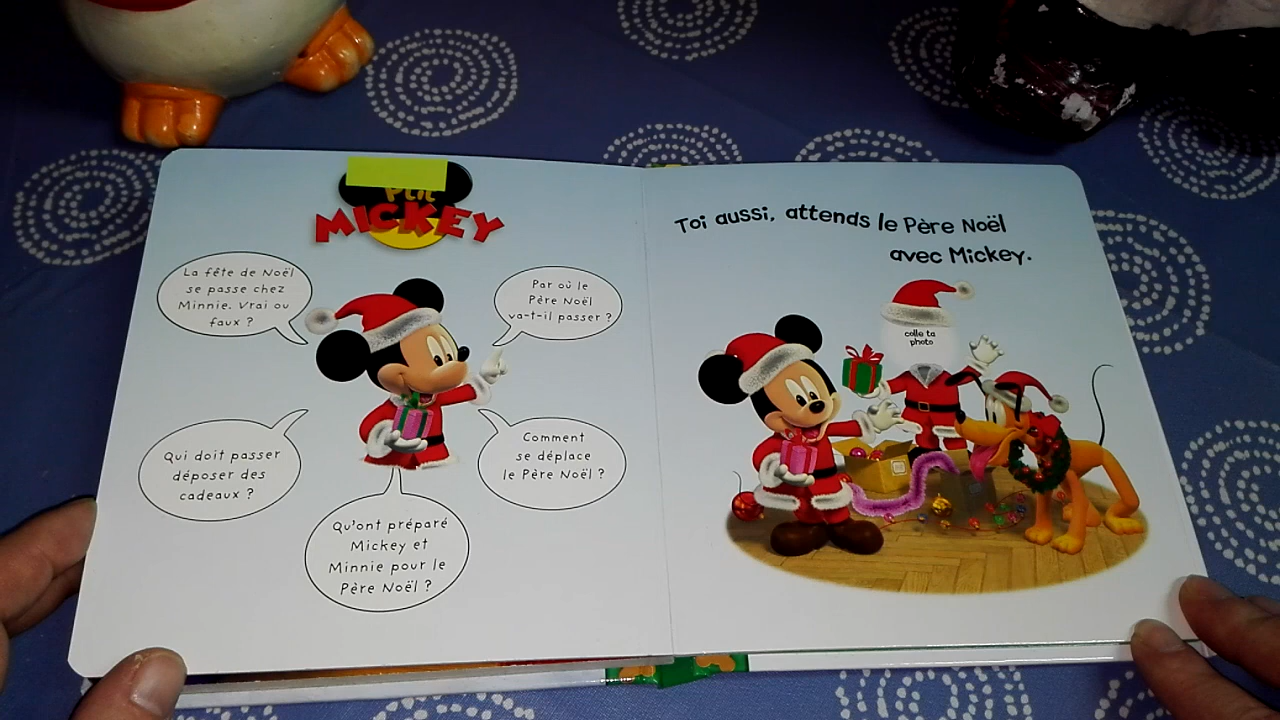 P'tit
MICKEY
La fête de Noël
se passe chez
Minnie. Vrai ou
faux ?
Par où le
Père Noël
va-t-il passer ?
Qui doit passer
déposer des
cadeaux ?
Comment
se déplace
le Père Noël ?
Qu'ont préparé
Mickey et
Minnie pour le
Père Noël ?
Toi aussi, attends le Père Noël
avec Mickey.
colle ta
photo